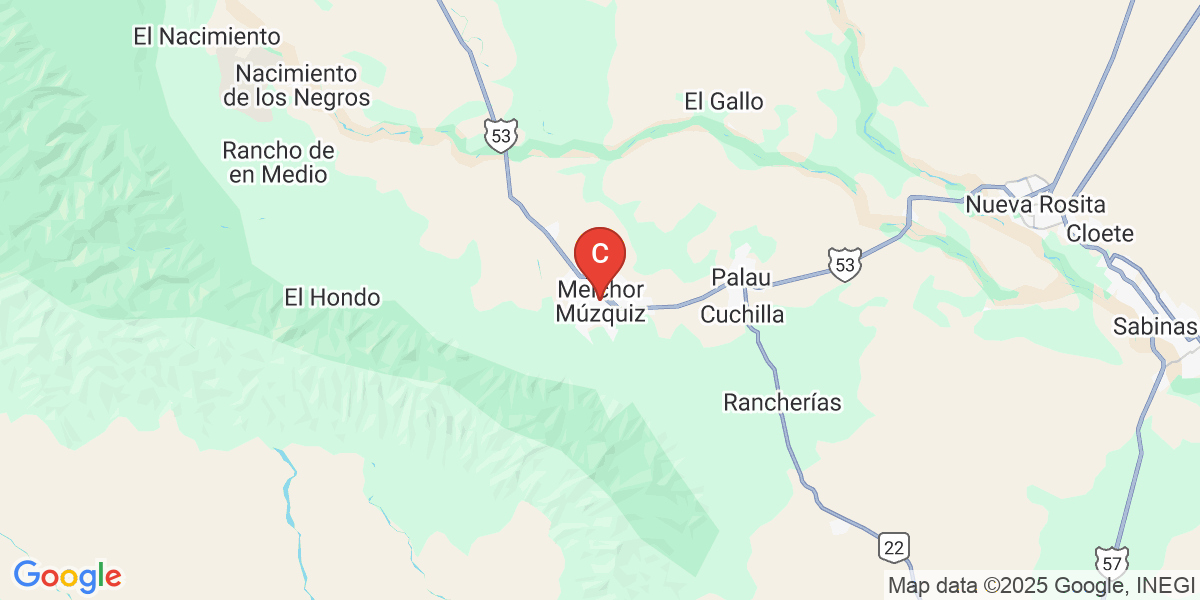 El Nacimiento
Nacimiento
de los Negros
El Gallo
53
Rancho de
en Medio
Nueva Rosita
Cloete
C
53
Palau
Melchor
Múzquiz
El Hondo
Cuchilla
Sabinas
Rancherías
22
57
Google
Map data ©2025 Google, INEGI